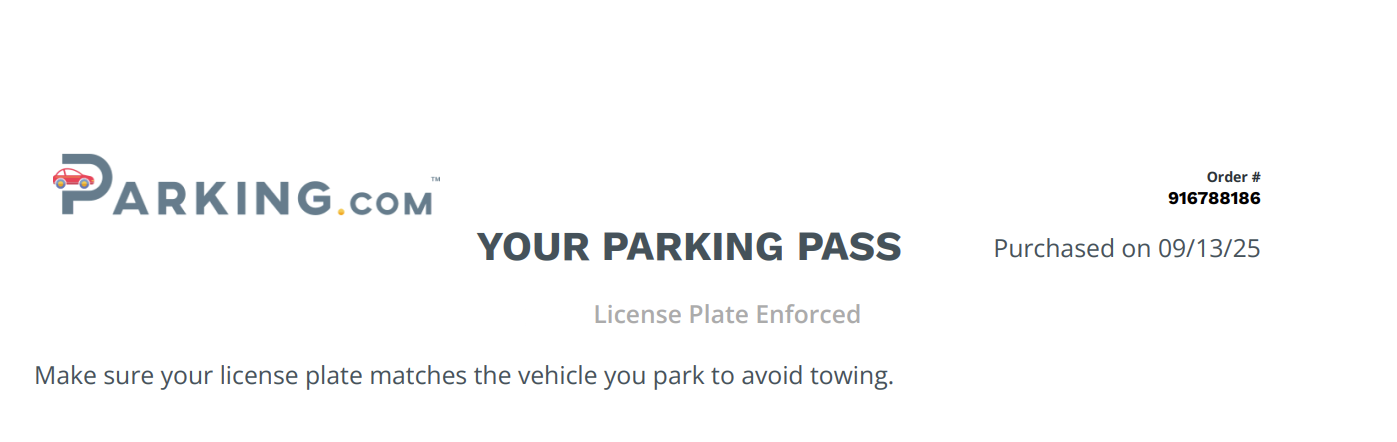 PARKING.COM™
Order #
916788186
YOUR PARKING PASS
Purchased on 09/13/25
License Plate Enforced
Make sure your license plate matches the vehicle you park to avoid towing.